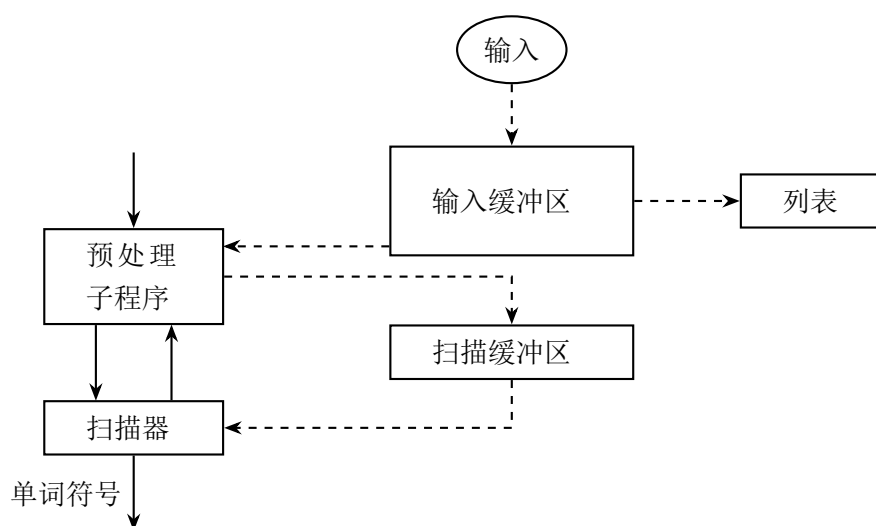 输入
输入缓冲区
列表
预处理
子程序
扫描缓冲区
扫描器
单词符号